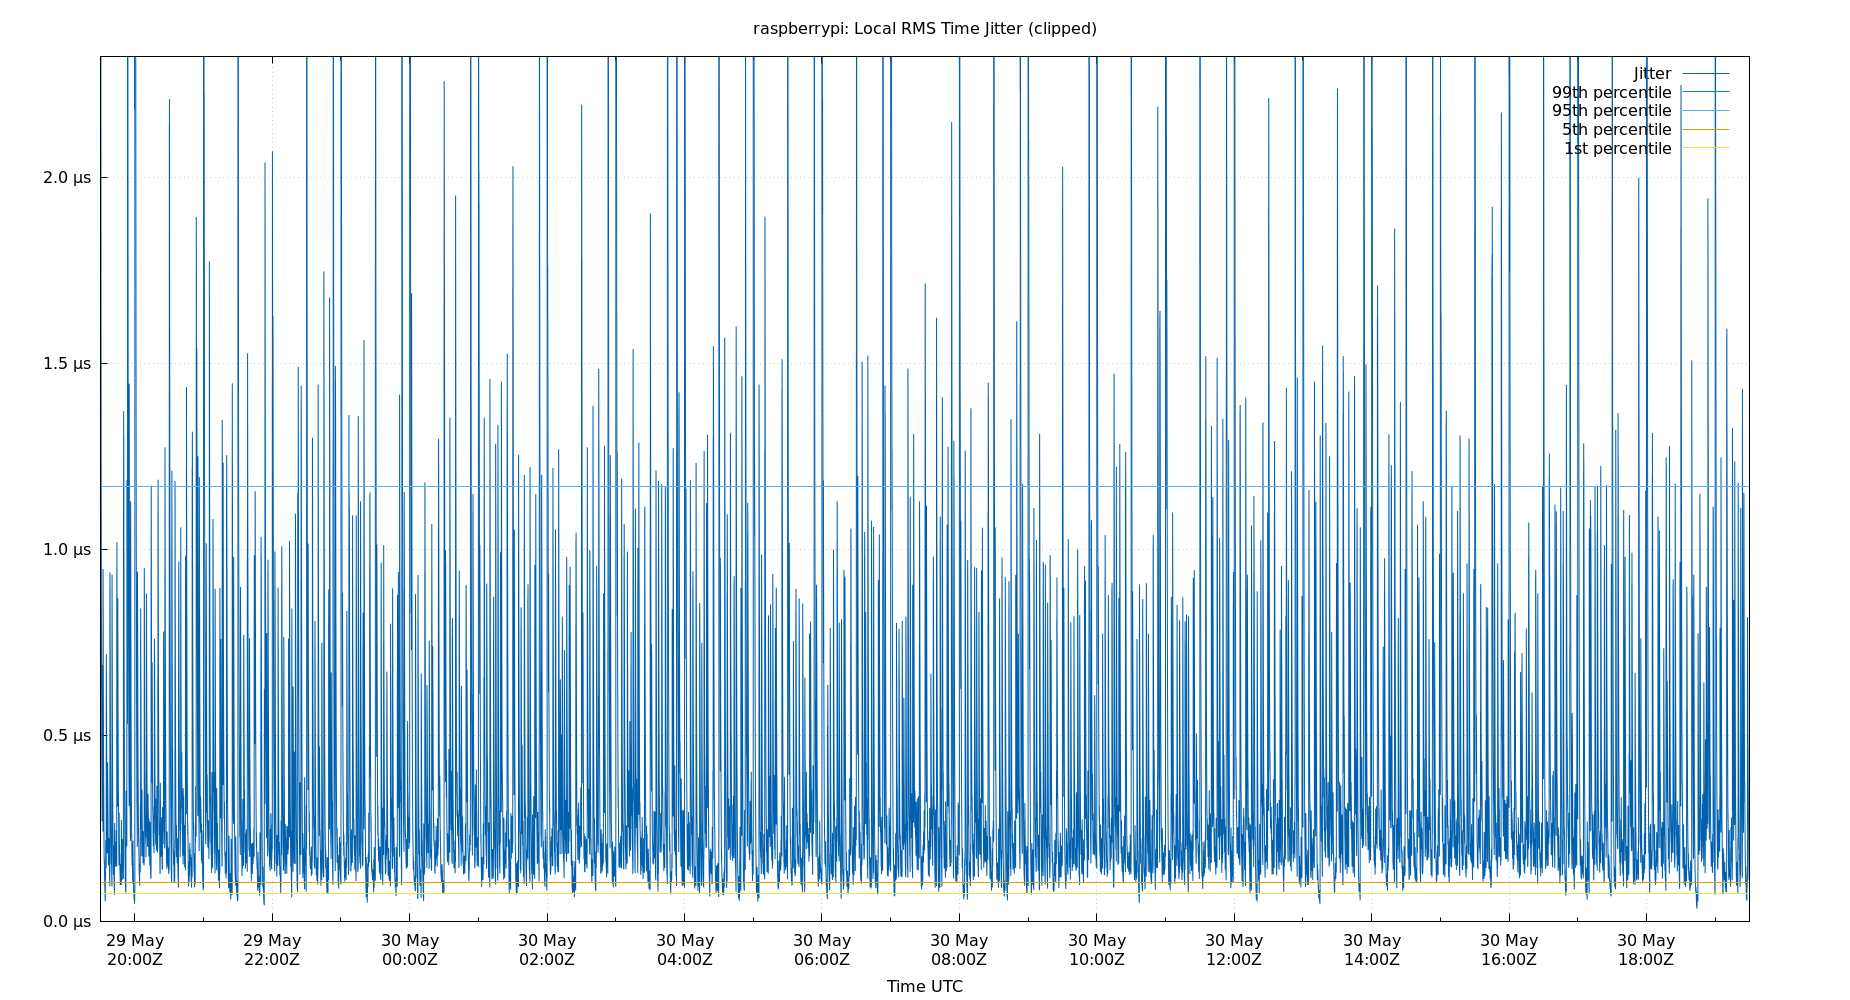 raspberrypi: Local RMS Time Jitter (clipped)
Jitter
99th percentile
95th percentile
5th percentile
1st percentile
2.0 µs
1.5 µs
1.0 µs
0.5 µs
0.0 µs
29 May 29 May 30 May 30 May 30 May 30 May 30 May 30 May 30 May 30 May 30 May 30 May
20:00Z 22:00Z 00:00Z 02:00Z 04:00Z 06:00Z 08:00Z 10:00Z 12:00Z 14:00Z 16:00Z 18:00Z
Time UTC